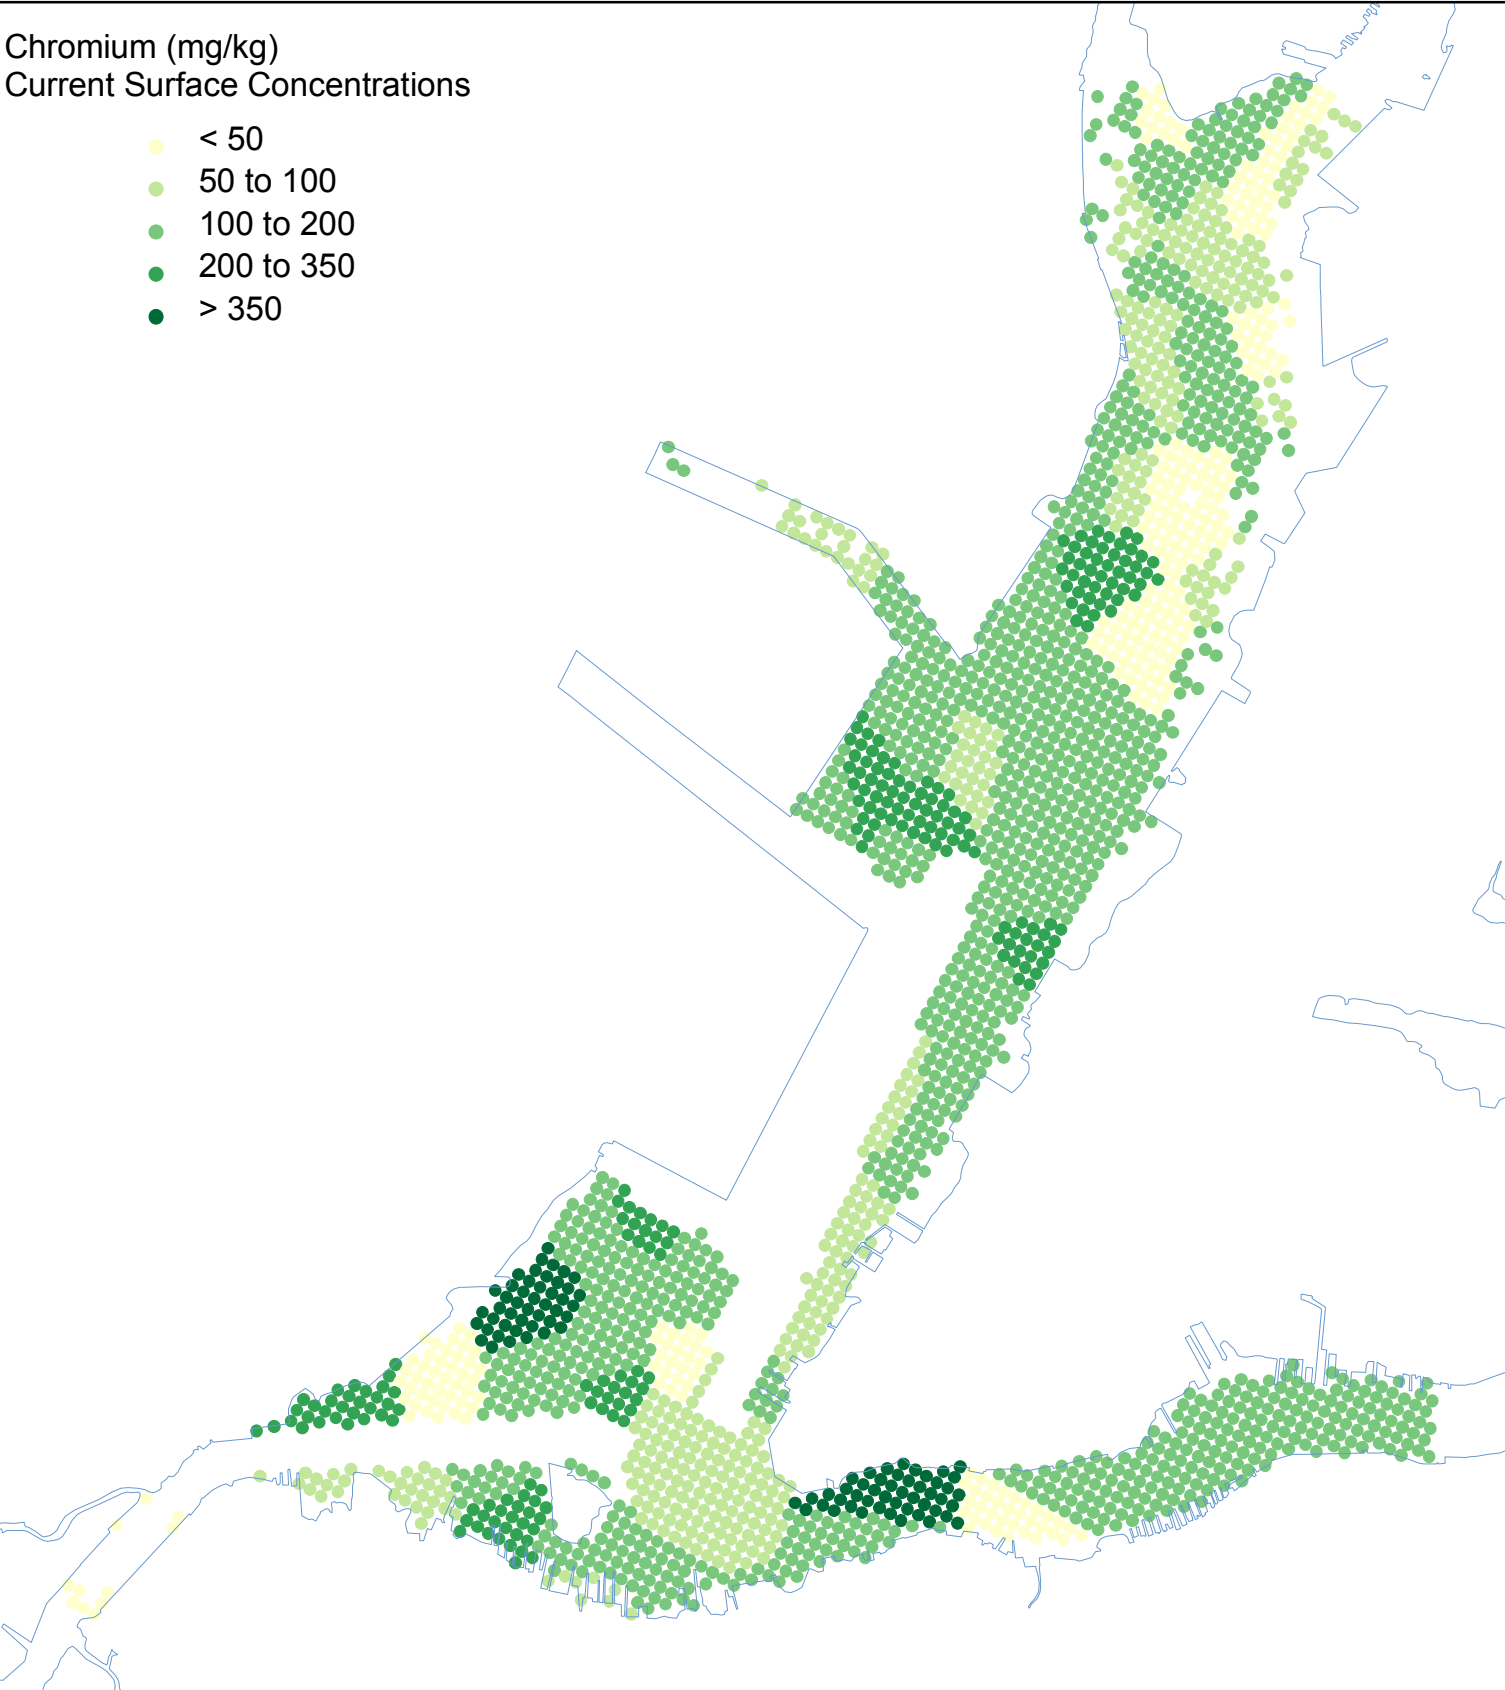 Chromium (mg/kg)
Current Surface Concentrations
< 50
50 to 100
100 to 200
200 to 350
> 350